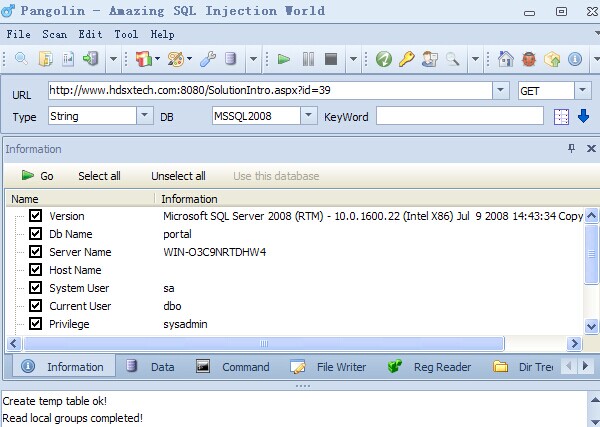 Pangolin - Amazing SQL Injection World
File Scan Edit Tool Help
URL http://www.hdsxtech.com:8080/SolutionIntro.aspx?id=39 GET
Type String DB MSSQL2008 KeyWord
Information
Go Select all Unselect all Use this database
Name Information
Version Microsoft SQL Server 2008 (RTM) - 10.0.1600.22 (Intel X86) Jul 9 2008 14:43:34 Copy
Db Name portal
Server Name WIN-O3C9NRTDHW4
Host Name
System User sa
Current User dbo
Privilege sysadmin
Information Data Command File Writer Reg Reader Dir Tre
Create temp table ok!
Read local groups completed!